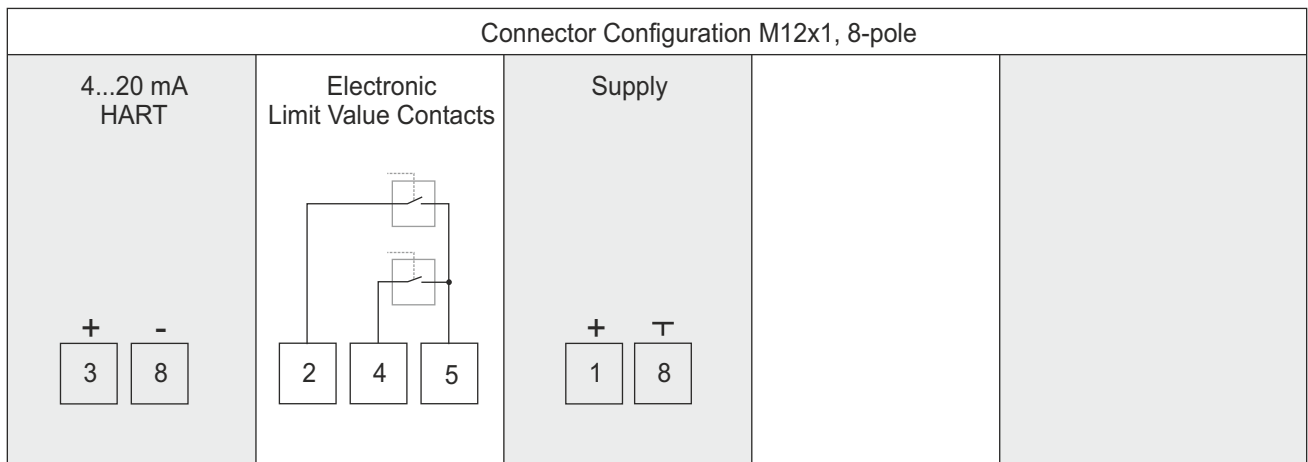 Connector Configuration M12x1, 8-pole
4...20 mA
HART
Electronic
Limit Value Contacts
Supply
+ -
3 8
2 4 5
+
1 8